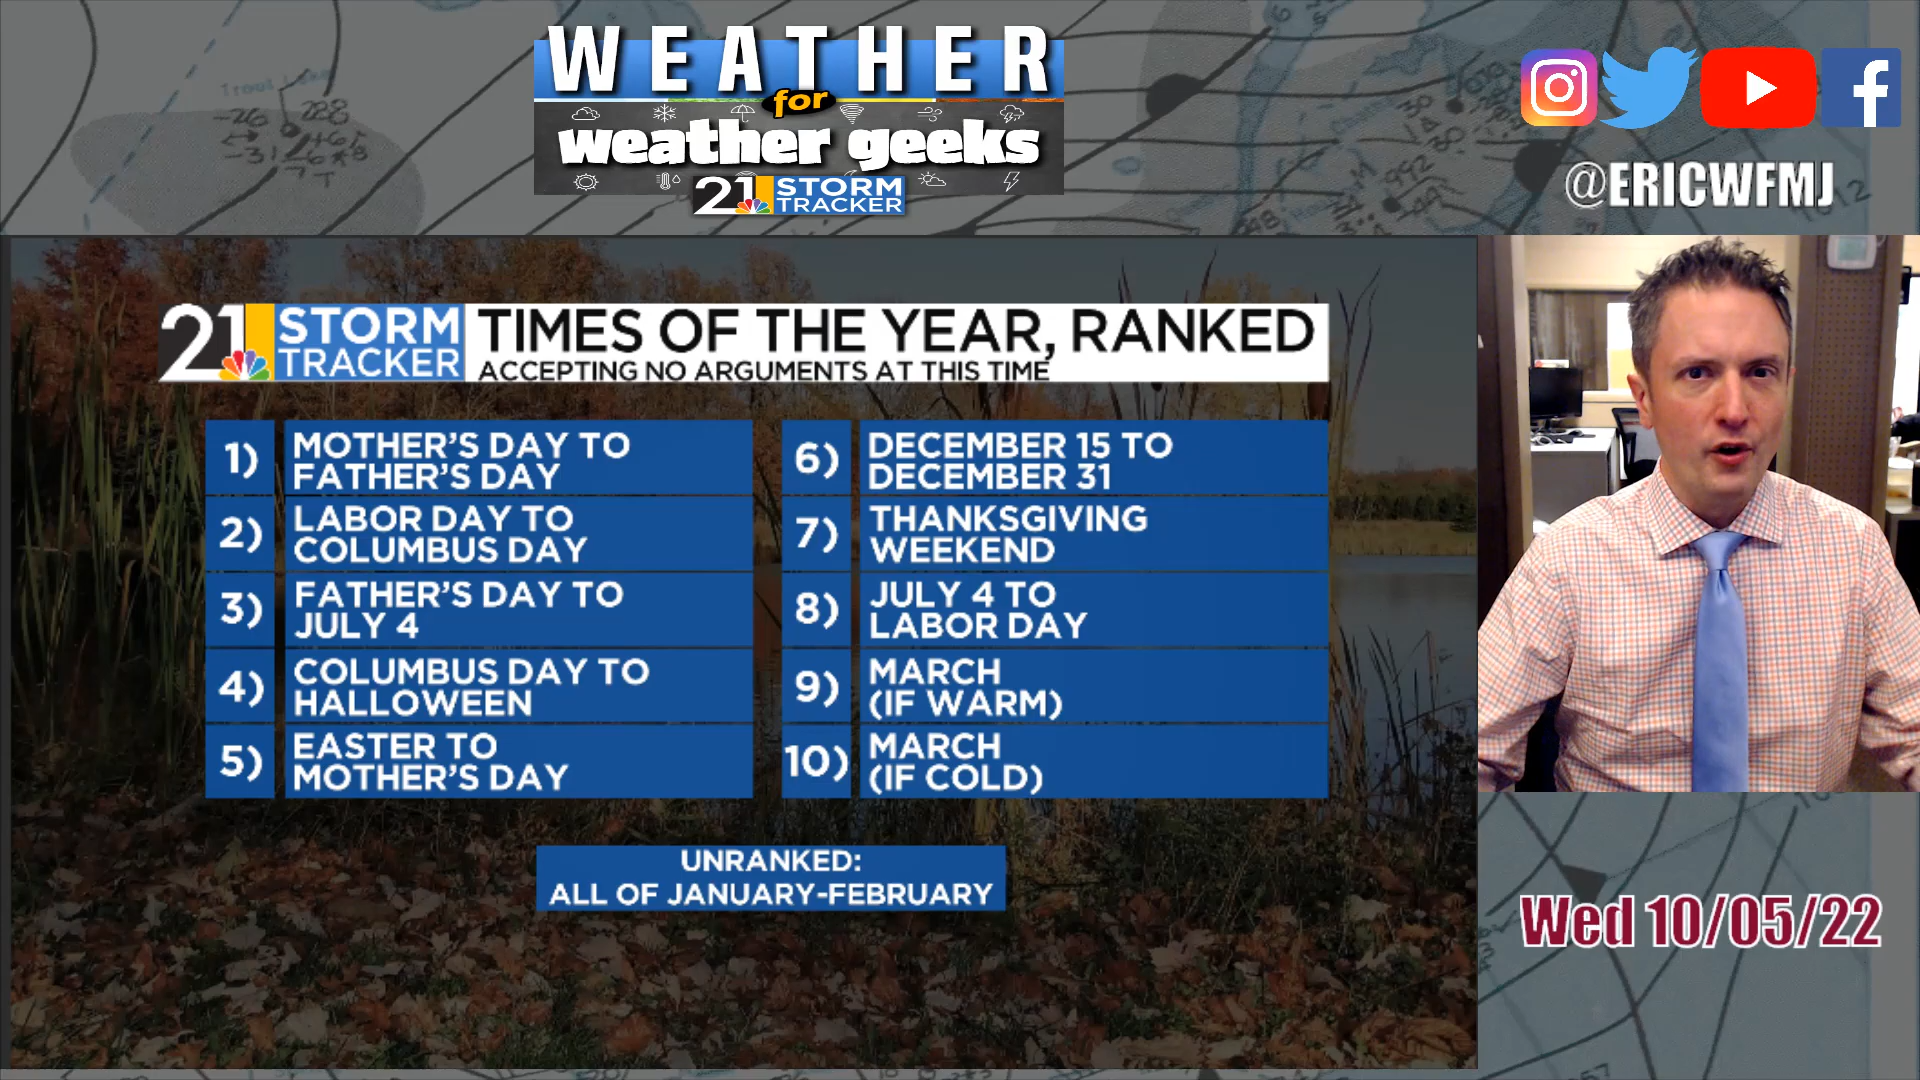 WEATHER
for
weather geeks
21 STORM
TRACKER
@ERICWFMJ
21 STORM
TRACKER
TIMES OF THE YEAR, RANKED
ACCEPTING NO ARGUMENTS AT THIS TIME
1) MOTHER'S DAY TO
FATHER'S DAY
2) LABOR DAY TO
COLUMBUS DAY
3) FATHER'S DAY TO
JULY 4
4) COLUMBUS DAY TO
HALLOWEEN
5) EASTER TO
MOTHER'S DAY
6) DECEMBER 15 TO
DECEMBER 31
7) THANKSGIVING
WEEKEND
8) JULY 4 TO
LABOR DAY
9) MARCH
(IF WARM)
10) MARCH
(IF COLD)
UNRANKED:
ALL OF JANUARY-FEBRUARY
Wed 10/05/22